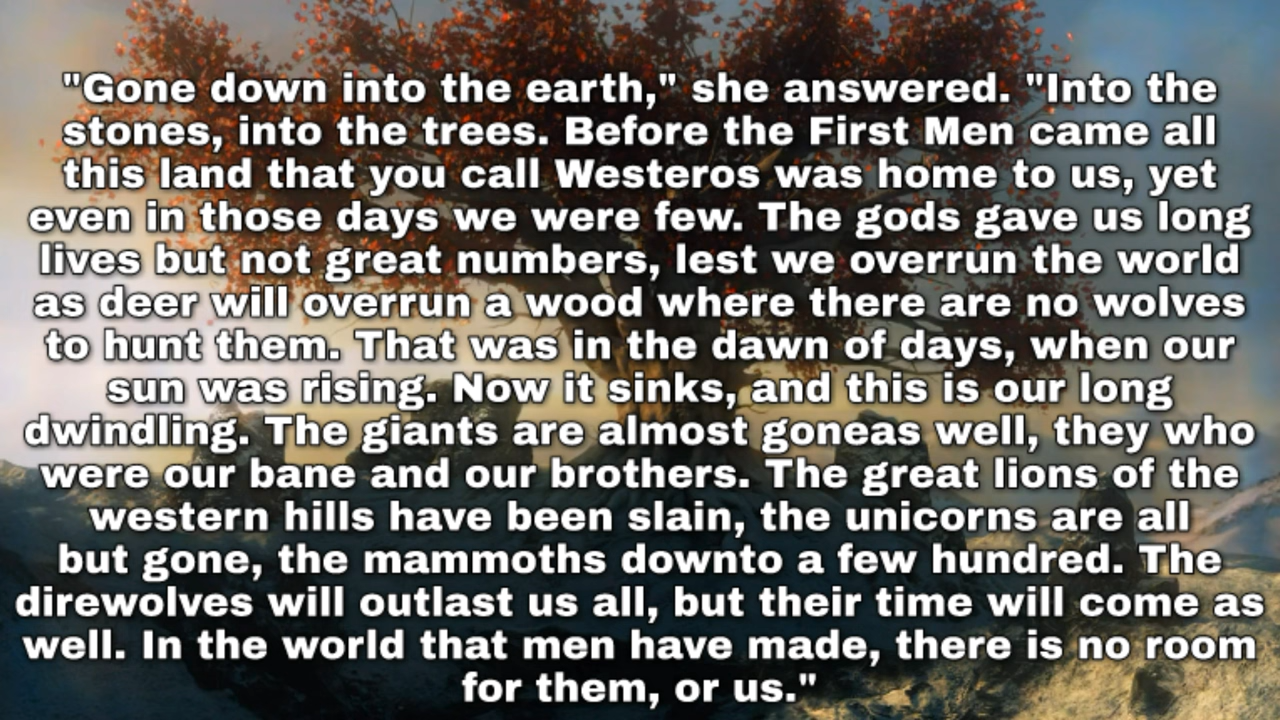 "Gone down into the earth," she answered. "Into the
stones, into the trees. Before the First Men came all
this land that you call Westeros was home to us, yet
even in those days we were few. The gods gave us long
lives but not great numbers, lest we overrun the world
as deer will overrun a wood where there are no wolves
to hunt them. That was in the dawn of days, when our
sun was rising. Now it sinks, and this is our long
dwindling. The giants are almost goneas well, they who
were our bane and our brothers. The great lions of the
western hills have been slain, the unicorns are all
but gone, the mammoths downto a few hundred. The
direwolves will outlast us all, but their time will come as
well. In the world that men have made, there is no room
for them, or us."